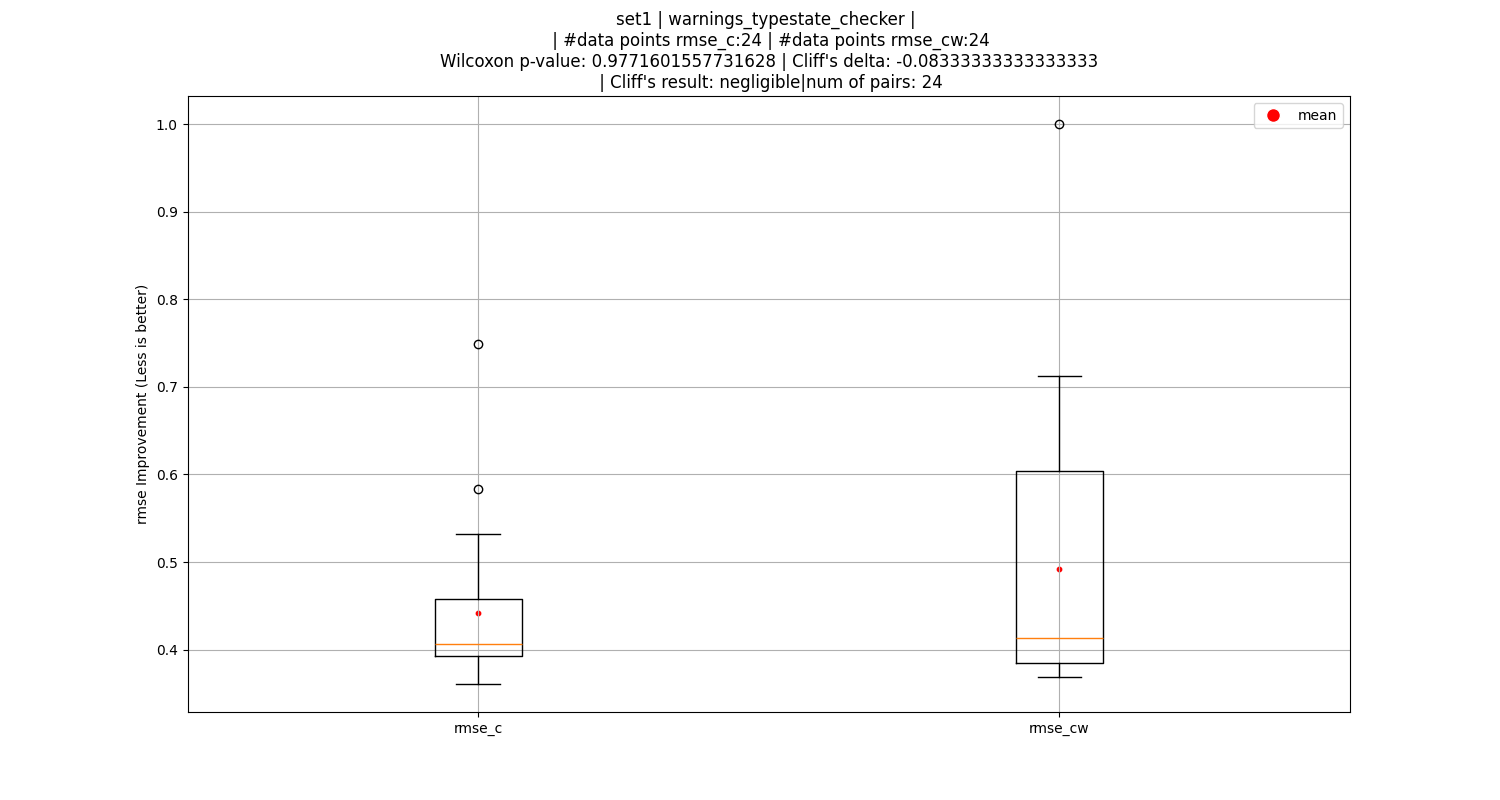 set1 | warnings_typestate_checker |
| #data points rmse_c:24 | #data points rmse_cw:24
Wilcoxon p-value: 0.9771601557731628 | Cliff's delta: -0.08333333333333333
| Cliff's result: negligible|num of pairs: 24
mean
1.0
0.9
0.8
0.7
0.6
0.5
0.4
rmse Improvement (Less is better)
rmse_c
rmse_cw